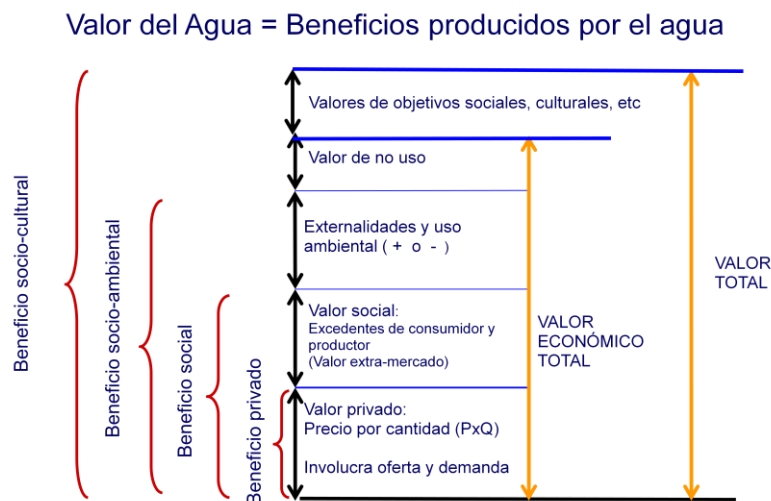 Valor del Agua = Beneficios producidos por el agua
Valores de objetivos sociales, culturales, etc
Valor de no uso
Externalidades y uso
ambiental ( + o - )
Valor social:
Excedentes de consumidor y
productor
(Valor extra-mercado)
Valor privado:
Precio por cantidad (PxQ)
Involucra oferta y demanda
Beneficio socio-cultural
Beneficio socio-ambiental
Beneficio social
Beneficio privado
VALOR
ECONÓMICO
TOTAL
VALOR
TOTAL